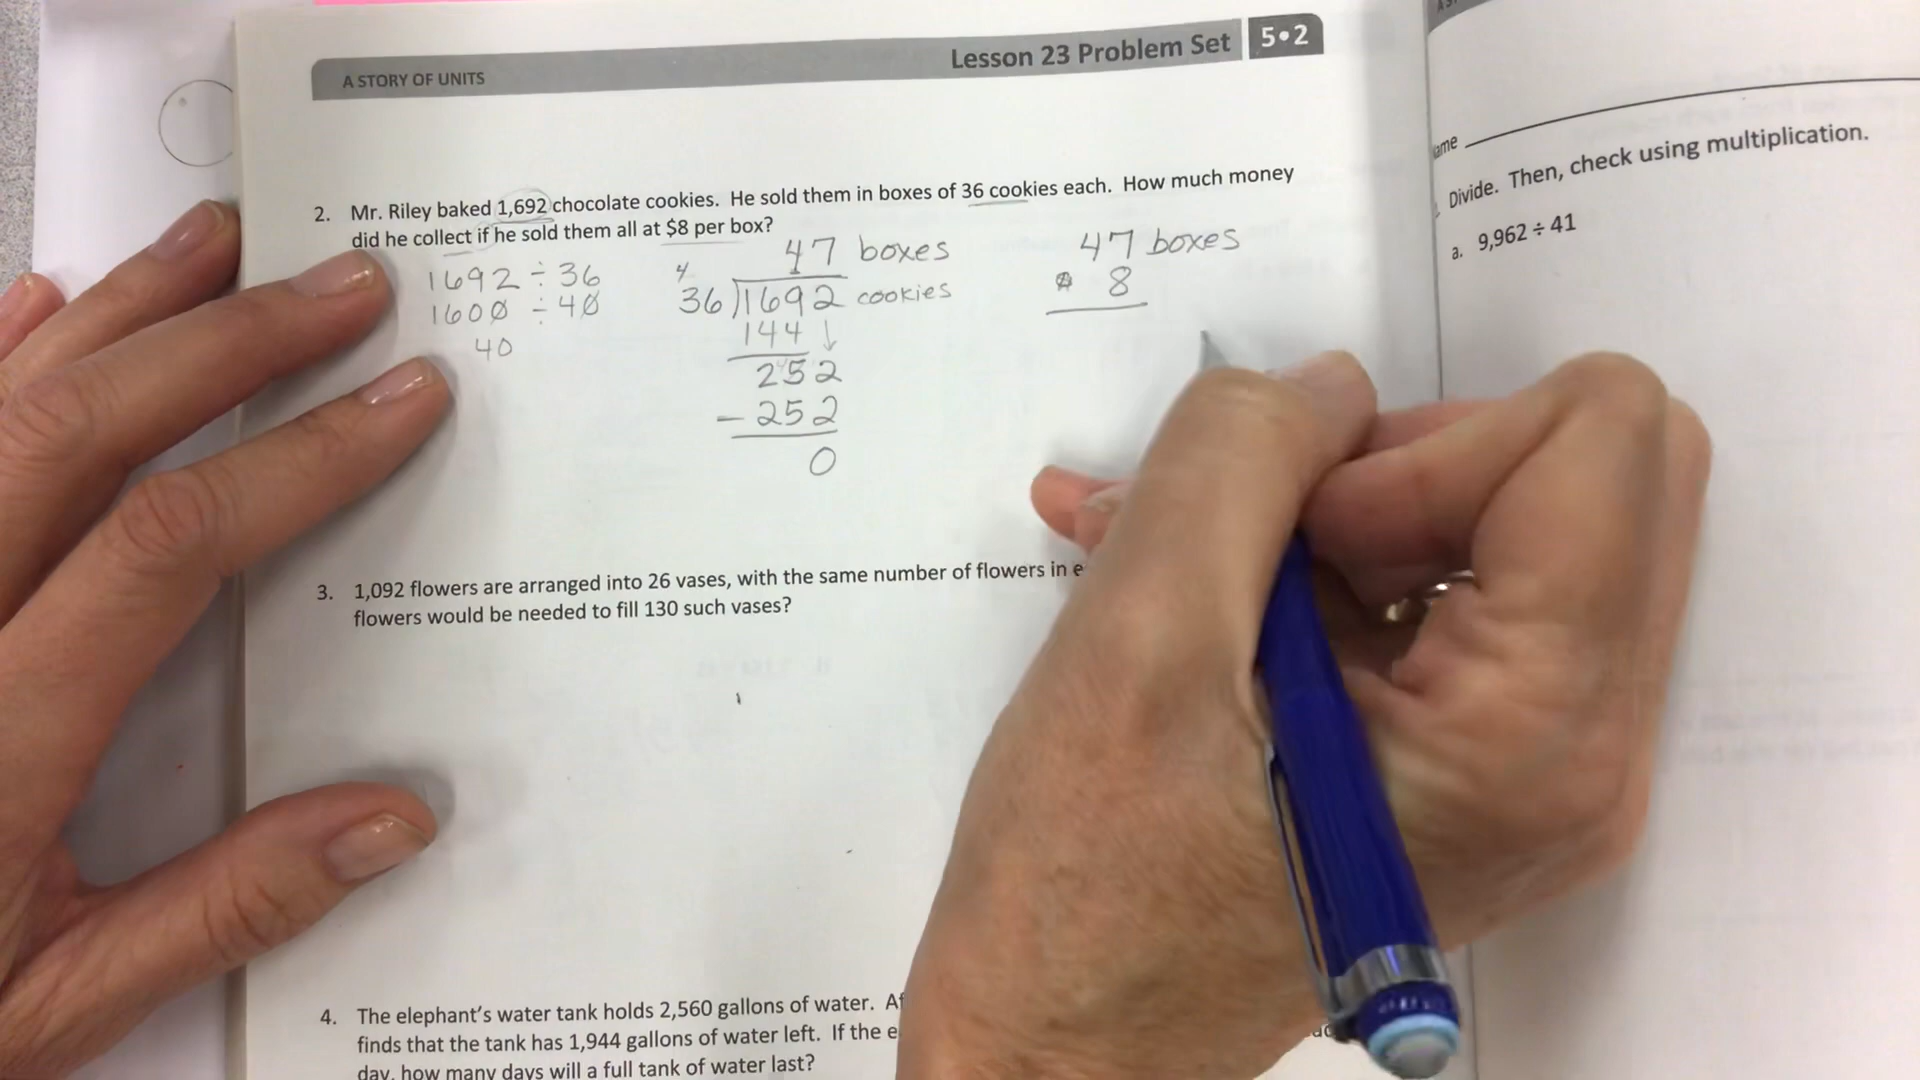 A STORY OF UNITS
Lesson 23 Problem Set 5•2
2. Mr. Riley baked 1,692 chocolate cookies. He sold them in boxes of 36 cookies each. How much money
did he collect if he sold them all at $8 per box?
1692 ÷ 36
1600 ÷ 40
40
47 boxes
4
36)1692 cookies
144↓
252
- 252
0
47 boxes
8
3. 1,092 flowers are arranged into 26 vases, with the same number of flowers in
flowers would be needed to fill 130 such vases?
4. The elephant's water tank holds 2,560 gallons of water.
finds that the tank has 1,944 gallons of water left. If the
day, how many days will a full tank of water last?
Divide. Then, check using multiplication.
a. 9,962 ÷ 41